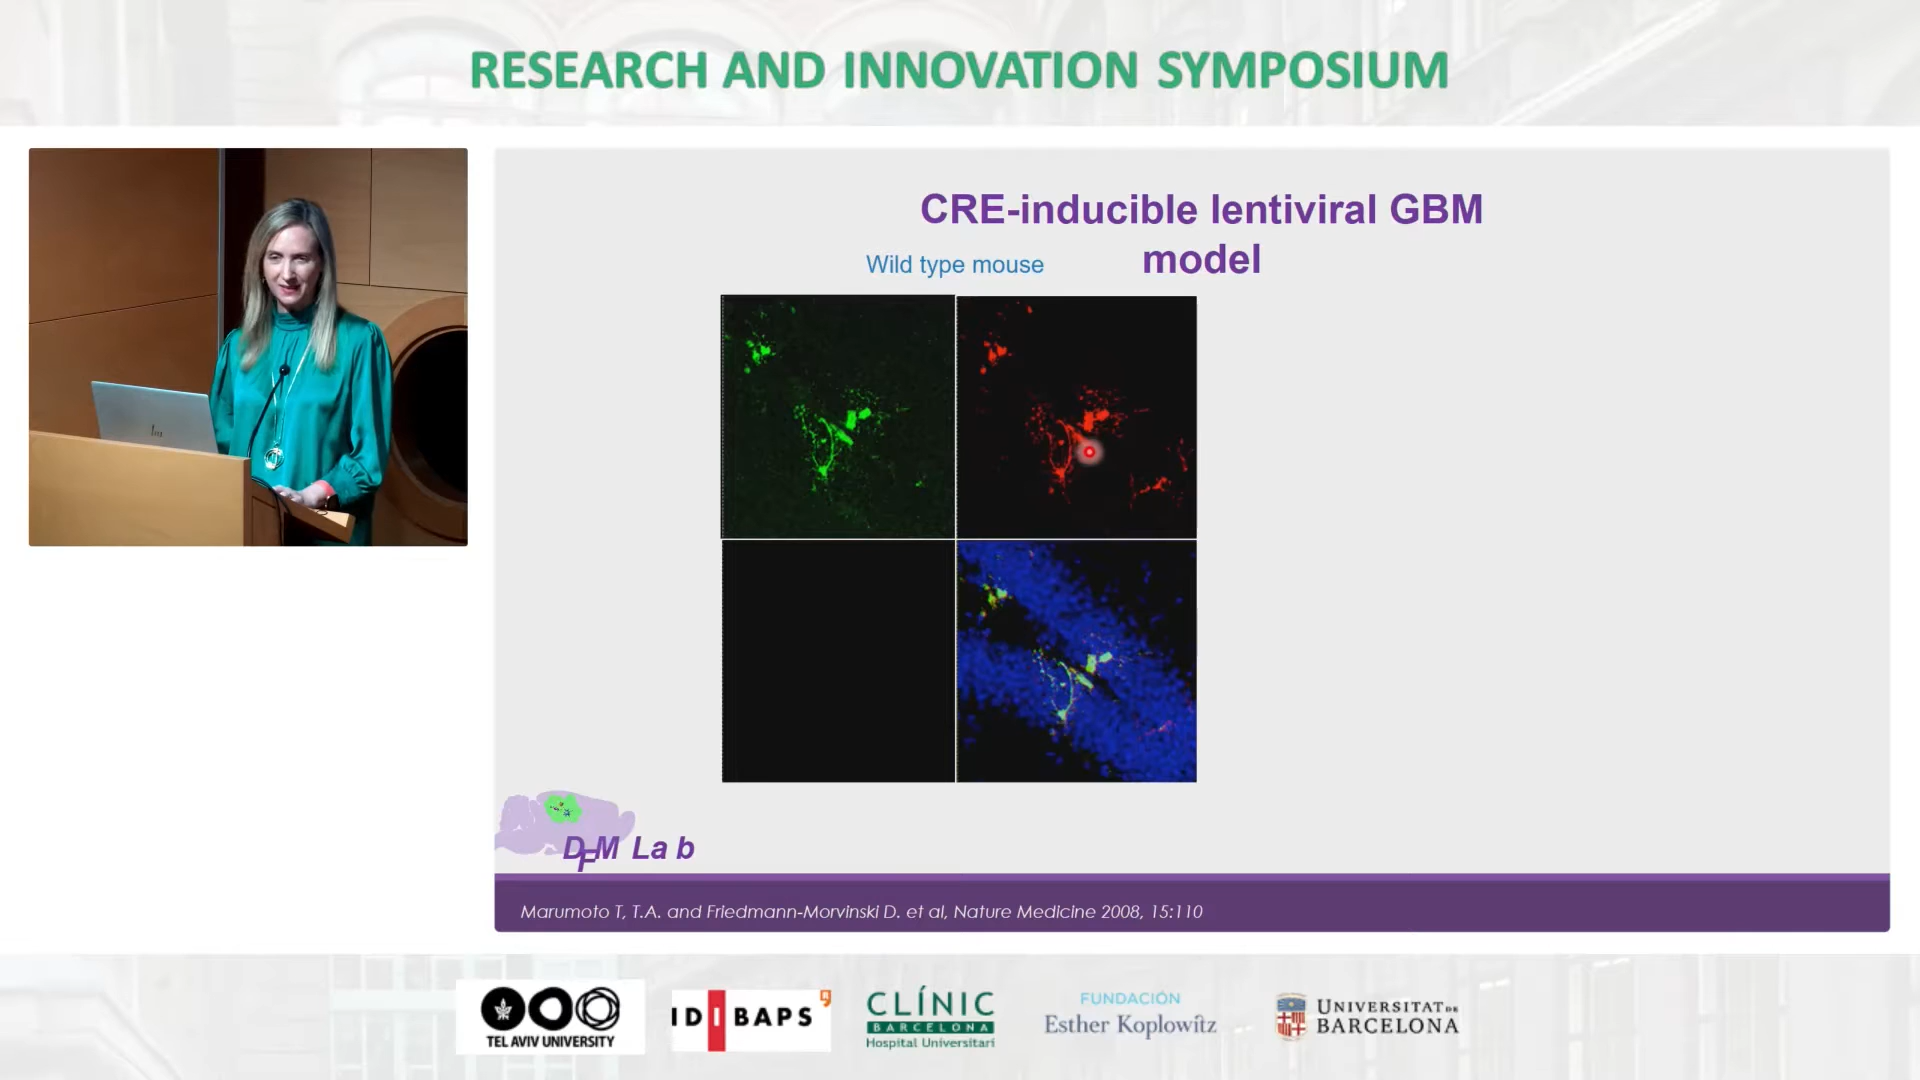 RESEARCH AND INNOVATION SYMPOSIUM
CRE-inducible lentiviral GBM
model
Wild type mouse
DFM Lab
Marumoto T, T.A. and Friedmann-Morvinski D. et al, Nature Medicine 2008, 15:110
TEL AVIV UNIVERSITY
IDIBAPS
CLÍNIC
BARCELONA
Hospital Universitari
FUNDACIÓN
Esther Koplowitz
UNIVERSITAT DE
BARCELONA